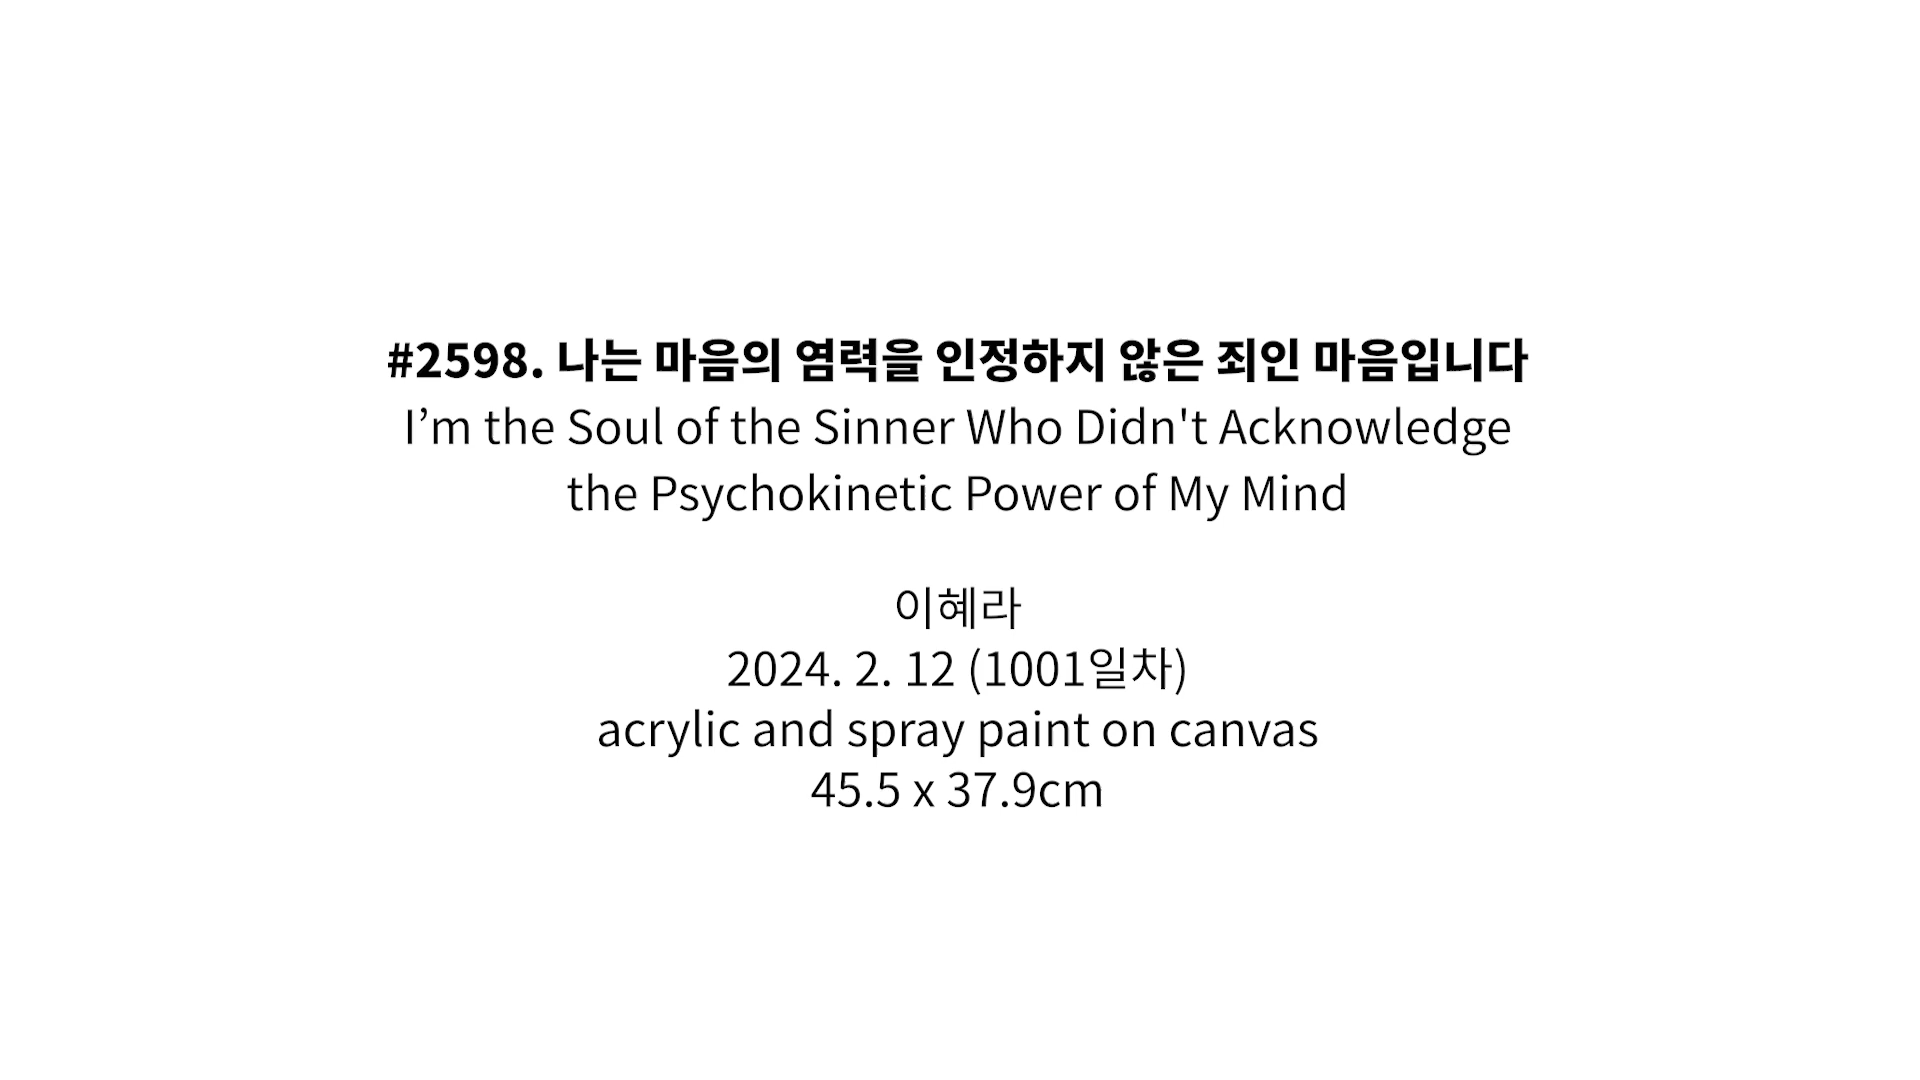 #2598. 나는 마음의 염력을 인정하지 않은 죄인 마음입니다
I’m the Soul of the Sinner Who Didn't Acknowledge
the Psychokinetic Power of My Mind
이혜라
2024. 2. 12 (1001일차)
acrylic and spray paint on canvas
45.5 x 37.9cm